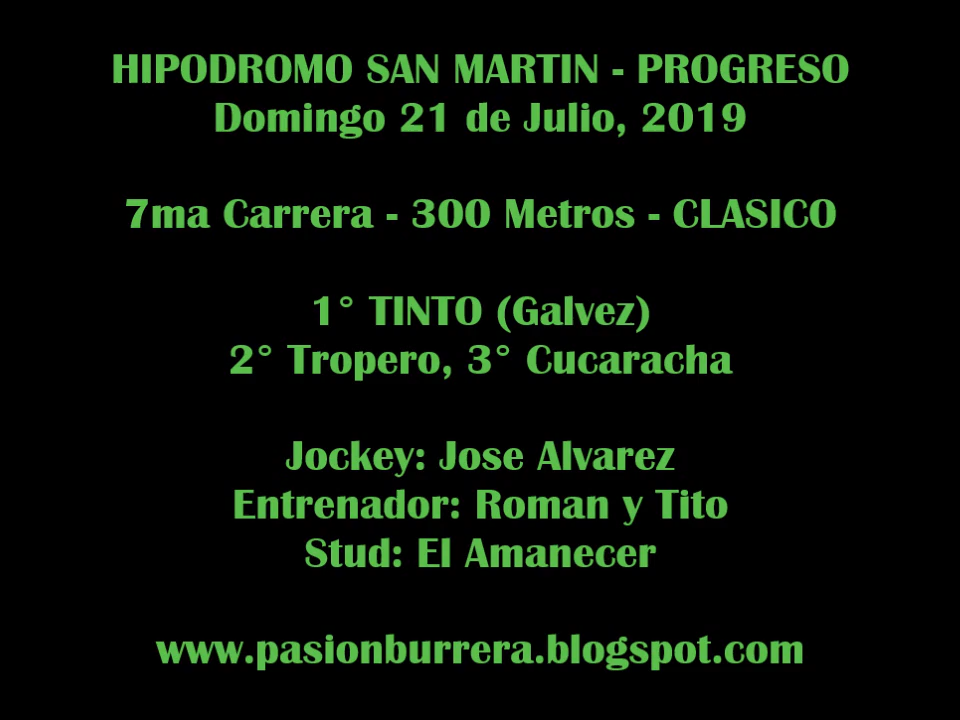 HIPODROMO SAN MARTIN - PROGRESO
Domingo 21 de Julio, 2019
7ma Carrera - 300 Metros - CLASICO
1° TINTO (Galvez)
2° Tropero, 3° Cucaracha
Jockey: Jose Alvarez
Entrenador: Roman y Tito
Stud: El Amanecer
www.pasionburrera.blogspot.com